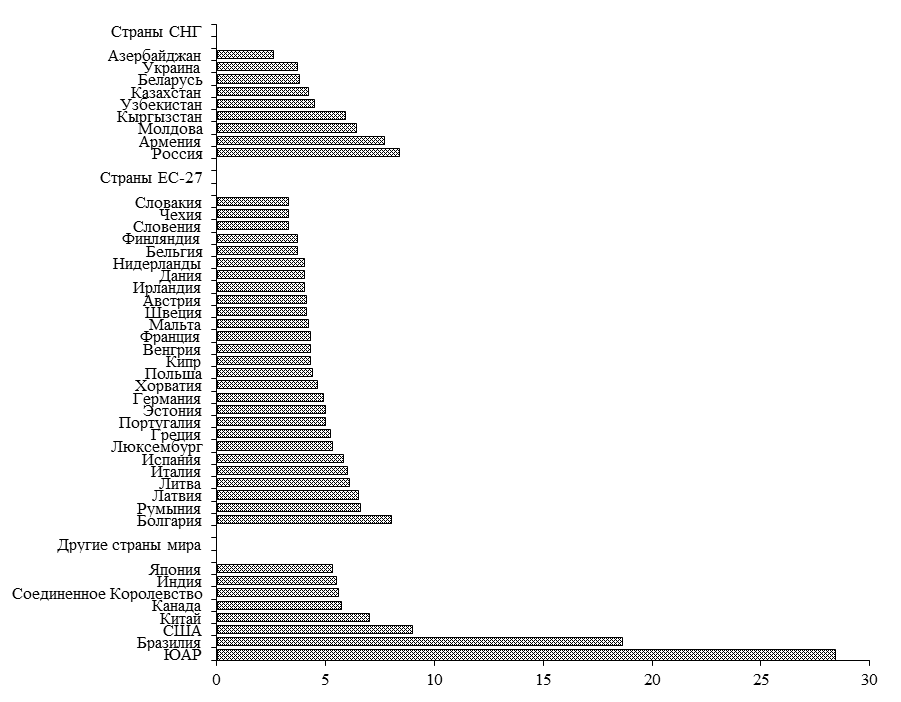 Страны СНГ
Азербайджан
Украина
Беларусь
Казахстан
Узбекистан
Кыргызстан
Молдова
Армения
Россия
Страны ЕС-27
Словакия
Чехия
Словения
Финляндия
Бельгия
Нидерланды
Дания
Ирландия
Австрия
Швеция
Мальта
Франция
Венгрия
Кипр
Польша
Хорватия
Германия
Эстония
Португалия
Греция
Люксембург
Испания
Италия
Литва
Латвия
Румыния
Болгария
Другие страны мира
Япония
Индия
Соединенное Королевство
Канада
Китай
США
Бразилия
ЮАР
0 5 10 15 20 25 30